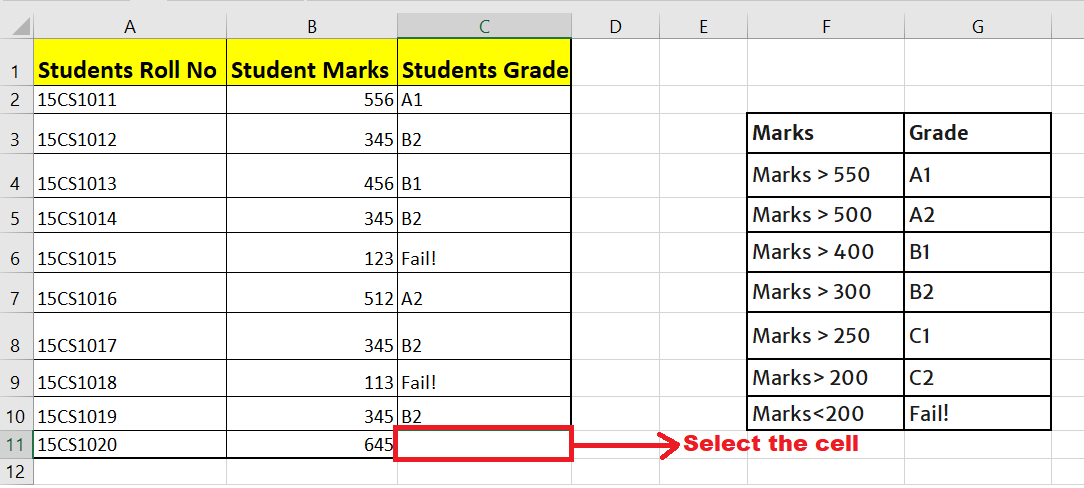 A B C D E F G
1 Students Roll No Student Marks Students Grade
2 15CS1011 556 A1
3 15CS1012 345 B2 Marks Grade
4 15CS1013 456 B1 Marks > 550 A1
5 15CS1014 345 B2 Marks > 500 A2
6 15CS1015 123 Fail! Marks > 400 B1
7 15CS1016 512 A2 Marks > 300 B2
8 15CS1017 345 B2 Marks > 250 C1
9 15CS1018 113 Fail! Marks> 200 C2
10 15CS1019 345 B2 Marks<200 Fail!
11 15CS1020 645 Select the cell
12